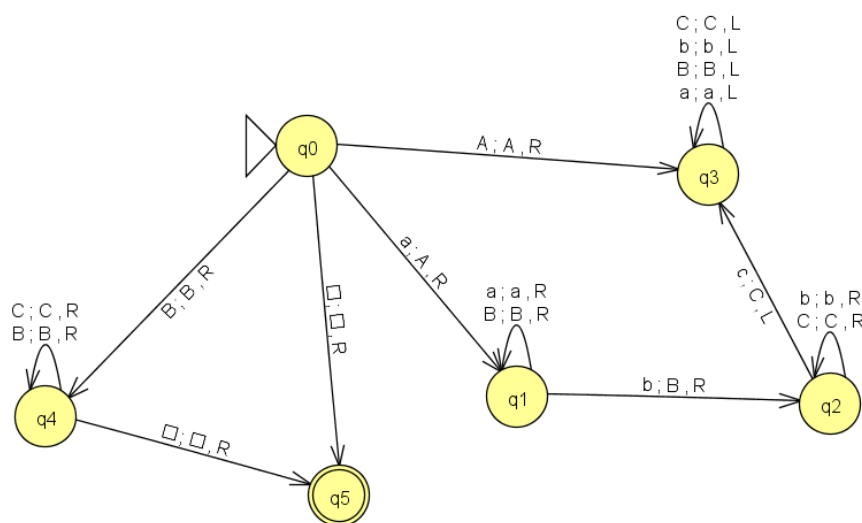 C ; C , L
b ; b , L
B ; B , L
a ; a , L
q0
A ; A , R
q3
B ; B , R
□ ; □ , R
a ; A , R
c ; C , L
C ; C , R
B ; B , R
a ; a , R
B ; B , R
b ; b , R
C ; C , R
q4
q1
b ; B , R
q2
□ ; □ , R
q5